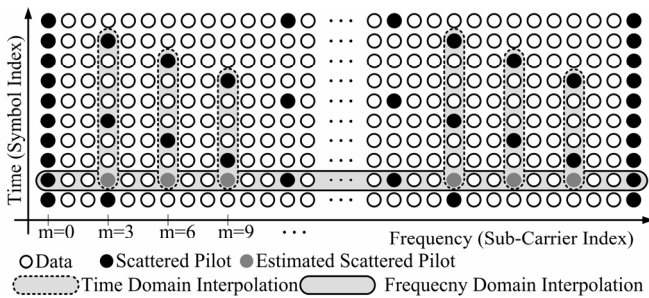 Time (Symbol Index)
m=0 m=3 m=6 m=9 ...
Frequency (Sub-Carrier Index)
Data Scattered Pilot Estimated Scattered Pilot
Time Domain Interpolation Frequecny Domain Interpolation